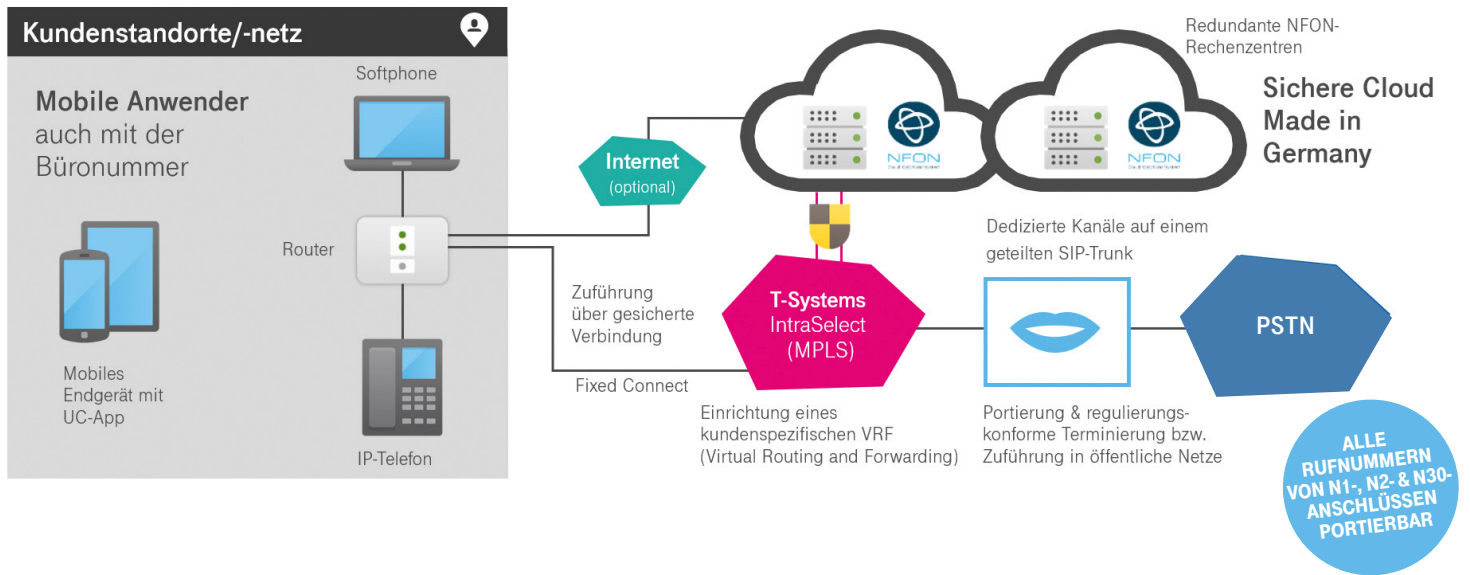 Kundenstandorte/-netz
Mobile Anwender
auch mit der
Büronummer
Softphone
Router
Mobiles
Endgerät mit
UC-App
IP-Telefon
Internet
(optional)
Zuführung
über gesicherte
Verbindung
Fixed Connect
NFON
NFON
Redundante NFON-
Rechenzentren
Sichere Cloud
Made in
Germany
T-Systems
IntraSelect
(MPLS)
Einrichtung eines
kundenspezifischen VRF
(Virtual Routing and Forwarding)
Dedizierte Kanäle auf einem
geteilten SIP-Trunk
Portierung & regulierungs-
konforme Terminierung bzw.
Zuführung in öffentliche Netze
PSTN
ALLE
RUFNUMMERN
VON N1-, N2- & N30-
ANSCHLÜSSEN
PORTIERBAR